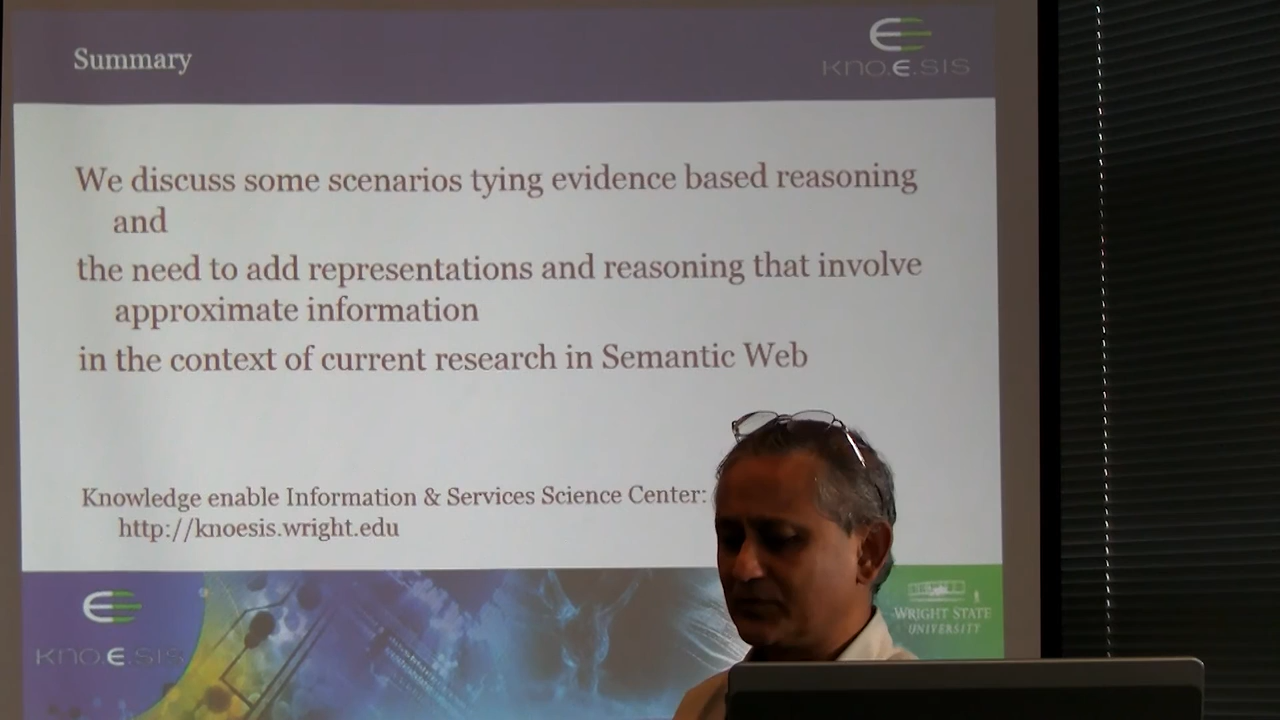 Summary
kno.e.sis
We discuss some scenarios tying evidence based reasoning
and
the need to add representations and reasoning that involve
approximate information
in the context of current research in Semantic Web
Knowledge enable Information & Services Science Center:
http://knoesis.wright.edu
kno.e.sis
WRIGHT STATE
UNIVERSITY